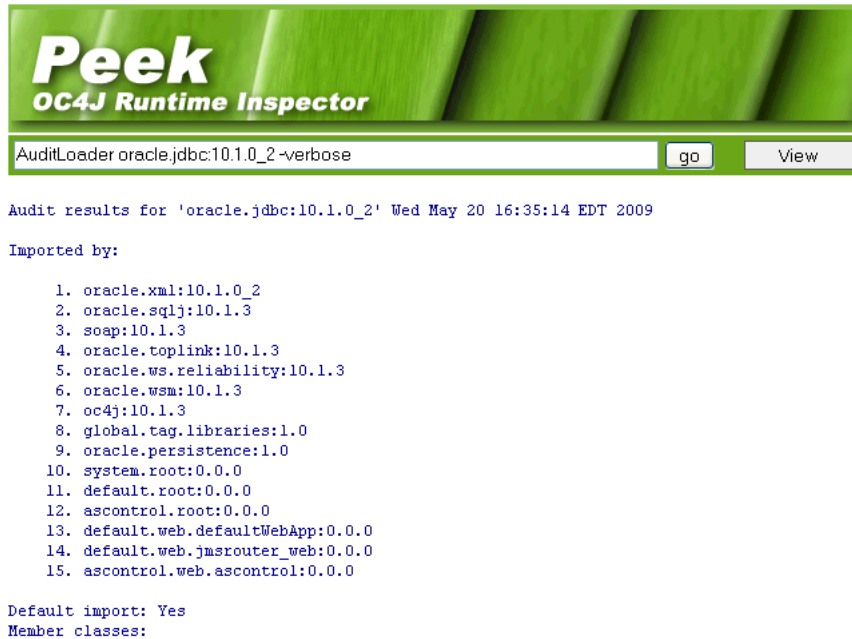 Peek
OC4J Runtime Inspector
AuditLoader oracle.jdbc:10.1.0_2 -verbose go View
Audit results for 'oracle.jdbc:10.1.0_2' Wed May 20 16:35:14 EDT 2009
Imported by:
1. oracle.xml:10.1.0_2
2. oracle.sqlj:10.1.3
3. soap:10.1.3
4. oracle.toplink:10.1.3
5. oracle.ws.reliability:10.1.3
6. oracle.wsm:10.1.3
7. oc4j:10.1.3
8. global.tag.libraries:1.0
9. oracle.persistence:1.0
10. system.root:0.0.0
11. default.root:0.0.0
12. ascontrol.root:0.0.0
13. default.web.defaultWebApp:0.0.0
14. default.web.jmsrouter_web:0.0.0
15. ascontrol.web.ascontrol:0.0.0
Default import: Yes
Member classes: